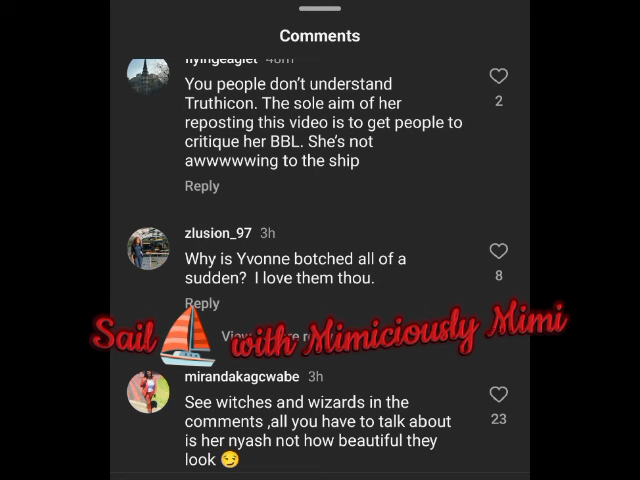 Comments
flyingeaglet 48m
You people don't understand
Truthicon. The sole aim of her
reposting this video is to get people to
critique her BBL. She's not
awwwwwing to the ship
2
Reply
zlusion_97 3h
Why is Yvonne botched all of a
sudden? I love them thou.
8
Reply
Sail with Mimiciously Mimi
mirandakagcwabe 3h
See witches and wizards in the
comments ,all you have to talk about
is her nyash not how beautiful they
look 😏
23